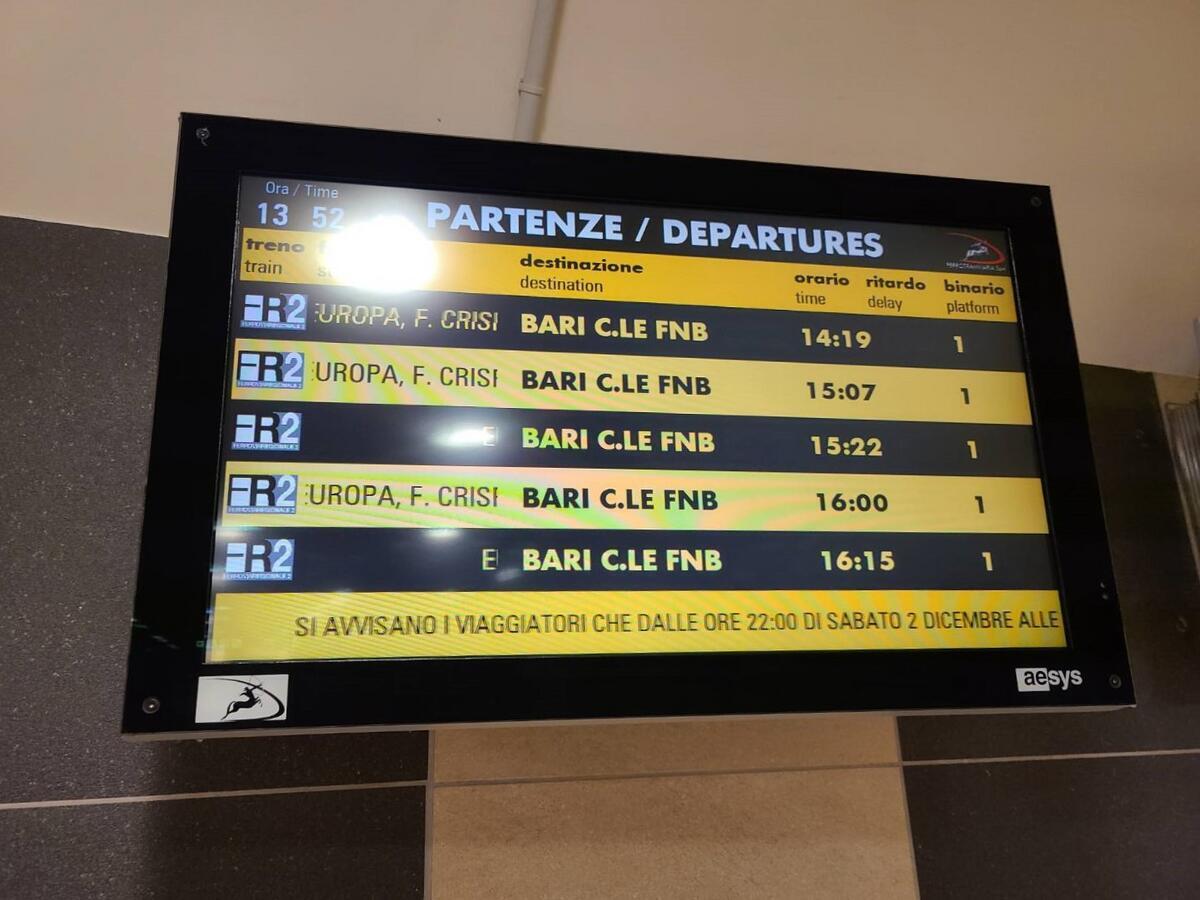 Ora / Time
13 52
PARTENZE / DEPARTURES
treno destinazione orario ritardo binario
train destination time delay platform
FR2 EUROPA, F. CRISI BARI C.LE FNB 14:19 1
FR2 EUROPA, F. CRISI BARI C.LE FNB 15:07 1
FR2 E BARI C.LE FNB 15:22 1
FR2 EUROPA, F. CRISI BARI C.LE FNB 16:00 1
FR2 E BARI C.LE FNB 16:15 1
SI AVVISANO I VIAGGIATORI CHE DALLE ORE 22:00 DI SABATO 2 DICEMBRE ALLE
aesys